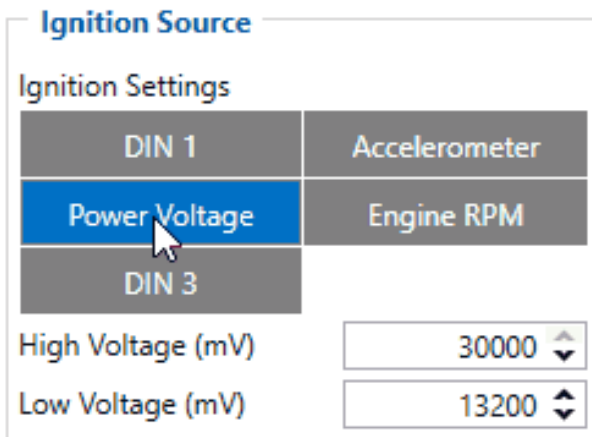 Ignition Source
Ignition Settings
DIN 1 Accelerometer
Power Voltage Engine RPM
DIN 3
High Voltage (mV) 30000
Low Voltage (mV) 13200